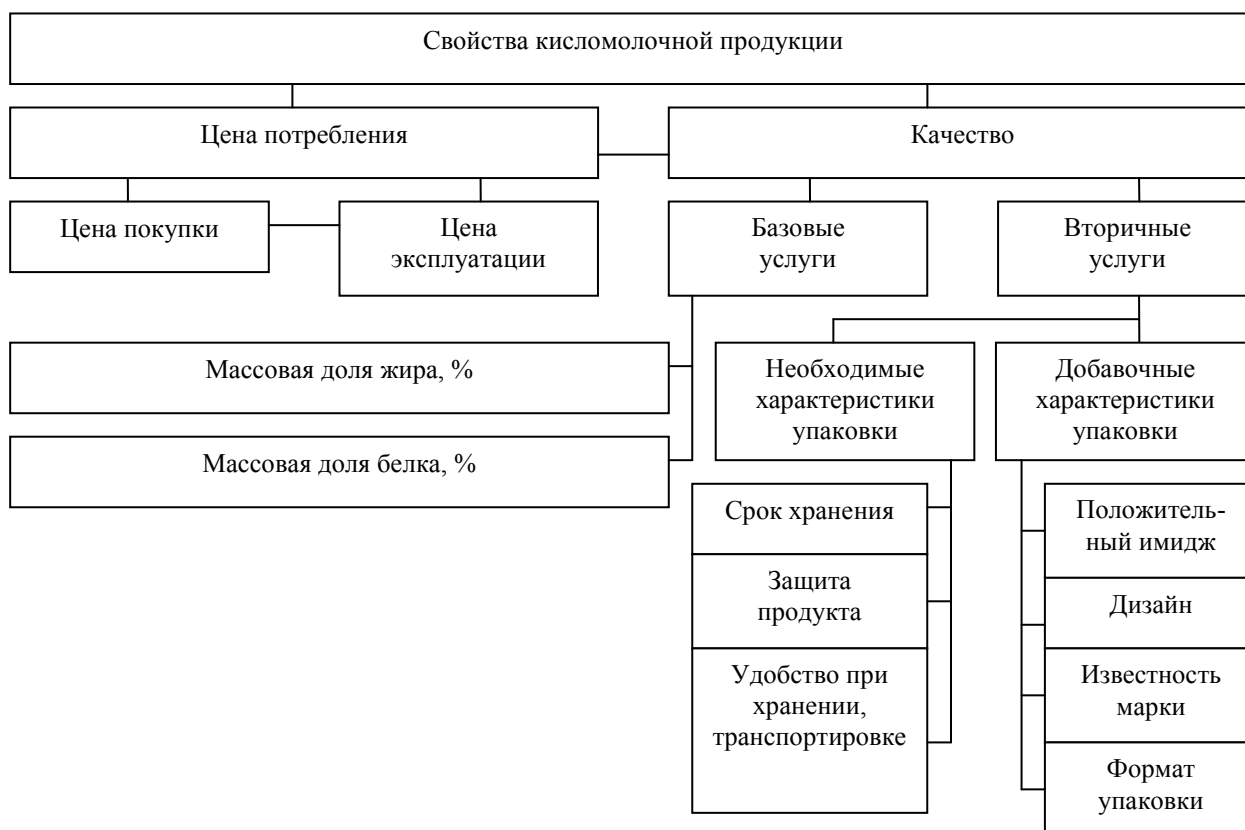 Свойства кисломолочной продукции
Цена потребления
Качество
Цена покупки
Цена
эксплуатации
Базовые
услуги
Вторичные
услуги
Массовая доля жира, %
Необходимые
характеристики
упаковки
Добавочные
характеристики
упаковки
Массовая доля белка, %
Срок хранения
Защита
продукта
Удобство при
хранении,
транспортировке
Положитель-
ный имидж
Дизайн
Известность
марки
Формат
упаковки